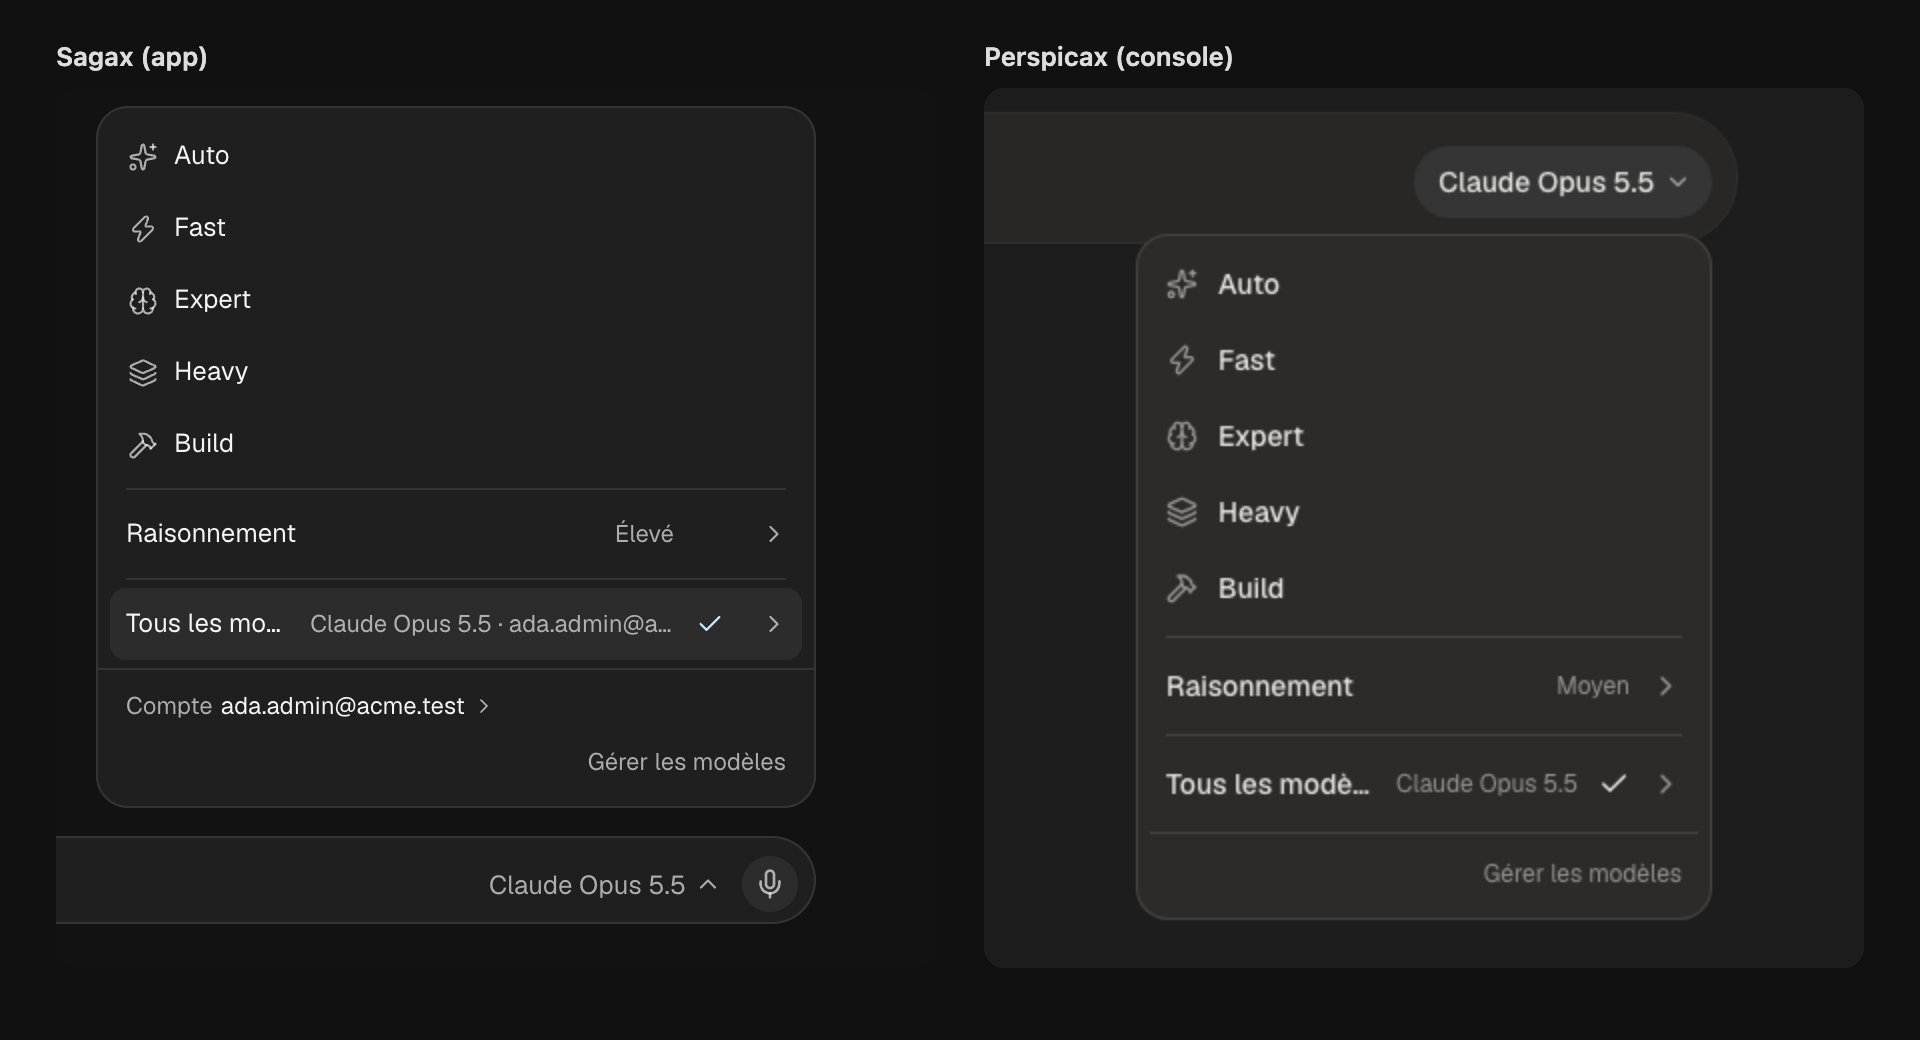 Sagax (app)
Auto
Fast
Expert
Heavy
Build
Raisonnement Élevé
Tous les mo... Claude Opus 5.5 · ada.admin@a...
Compte ada.admin@acme.test
Gérer les modèles
Claude Opus 5.5
Perspicax (console)
Claude Opus 5.5
Auto
Fast
Expert
Heavy
Build
Raisonnement Moyen
Tous les modè... Claude Opus 5.5
Gérer les modèles